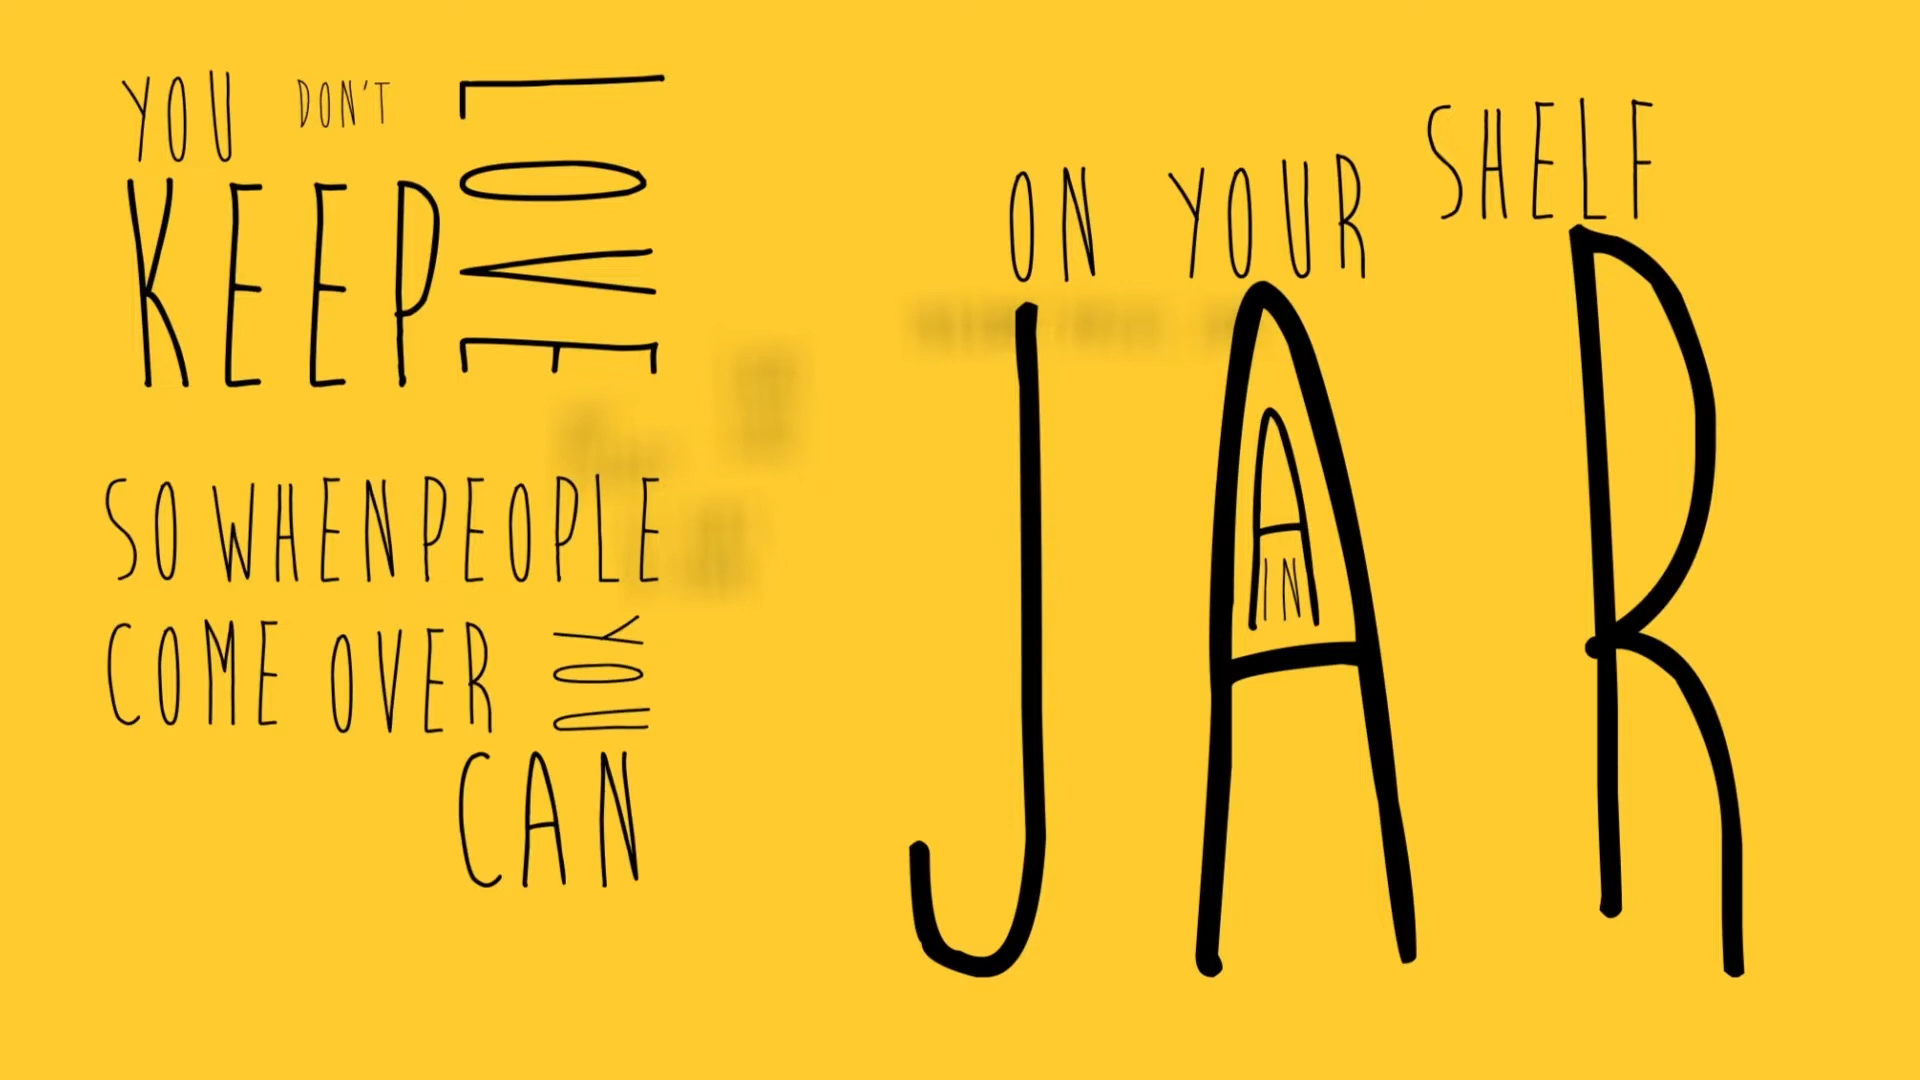 YOU DON'T
KEEP
LOVE
IN
A
JAR
ON YOUR SHELF
SO WHEN PEOPLE
COME OVER
YOU
CAN